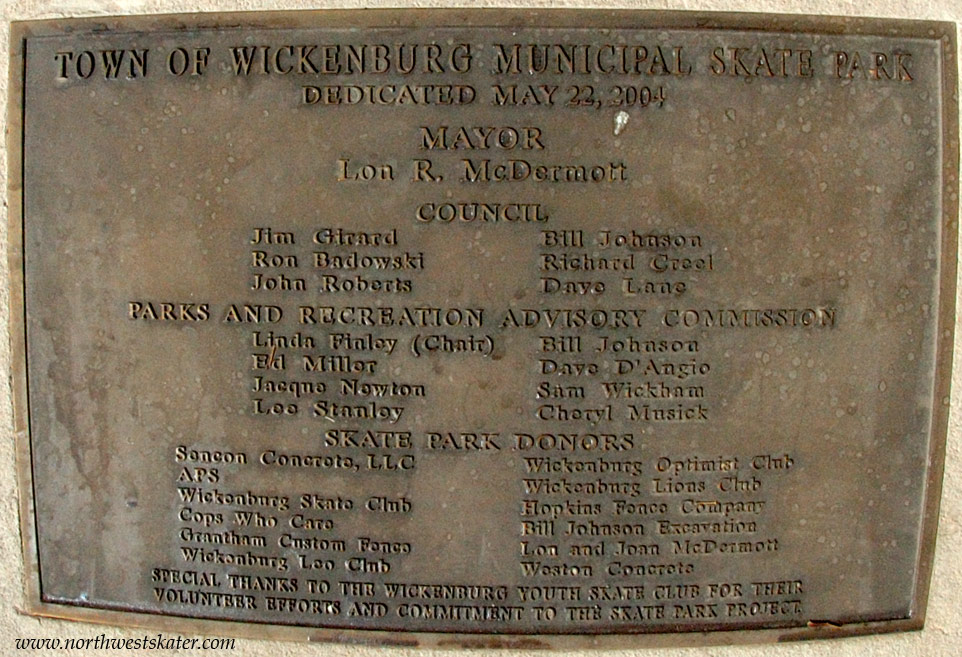 TOWN OF WICKENBURG MUNICIPAL SKATE PARK
DEDICATED MAY 22, 2004
MAYOR
Lon R. McDermott
COUNCIL
Jim Girard Bill Johnson
Ron Badowski Richard Creel
John Roberts Dave Lane
PARKS AND RECREATION ADVISORY COMMISSION
Linda Finley (Chair) Bill Johnson
Ed Miller Dave D'Angio
Jacque Newton Sam Wickham
Lee Stanley Cheryl Musick
SKATE PARK DONORS
Sencon Concrete, LLC Wickenburg Optimist Club
APS Wickenburg Lions Club
Wickenburg Skate Club Hopkins Fence Company
Cops Who Care Bill Johnson Excavation
Grantham Custom Fence Lon and Joan McDermott
Wickenburg Leo Club Weston Concrete
SPECIAL THANKS TO THE WICKENBURG YOUTH SKATE CLUB FOR THEIR
VOLUNTEER EFFORTS AND COMMITMENT TO THE SKATE PARK PROJECT.
www.northwestskater.com